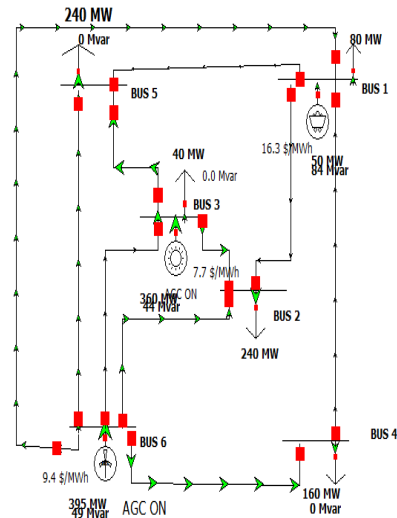 240 MW
0 Mvar
80 MW
BUS 5
BUS 1
16.3 $/MWh
50 MW
84 Mvar
40 MW
0.0 Mvar
BUS 3
7.7 $/MWh
AGC ON
360 MW
44 Mvar
BUS 2
240 MW
BUS 4
BUS 6
9.4 $/MWh
160 MW
0 Mvar
395 MW
49 Mvar
AGC ON